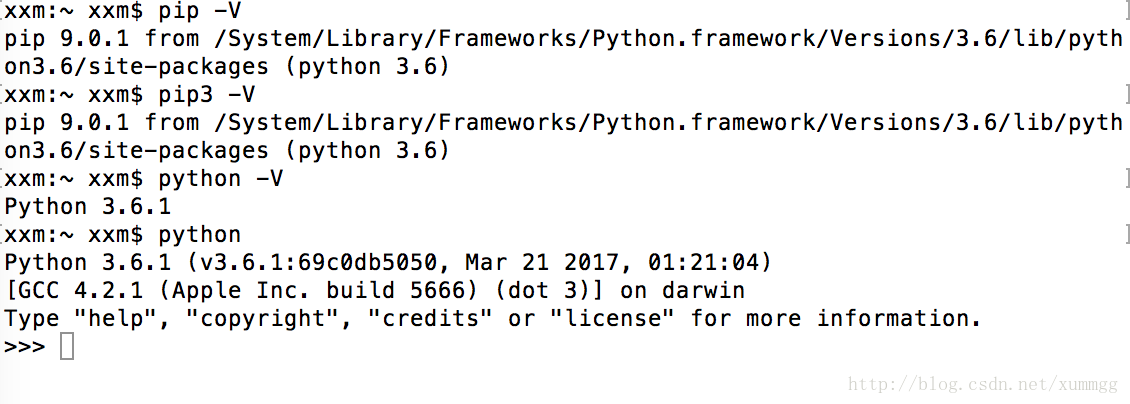 xxm:~ xxm$ pip -V
pip 9.0.1 from /System/Library/Frameworks/Python.framework/Versions/3.6/lib/pyth
on3.6/site-packages (python 3.6)
xxm:~ xxm$ pip3 -V
pip 9.0.1 from /System/Library/Frameworks/Python.framework/Versions/3.6/lib/pyth
on3.6/site-packages (python 3.6)
xxm:~ xxm$ python -V
Python 3.6.1
xxm:~ xxm$ python
Python 3.6.1 (v3.6.1:69c0db5050, Mar 21 2017, 01:21:04)
[GCC 4.2.1 (Apple Inc. build 5666) (dot 3)] on darwin
Type "help", "copyright", "credits" or "license" for more information.
>>>
http://blog.csdn.net/xummgg